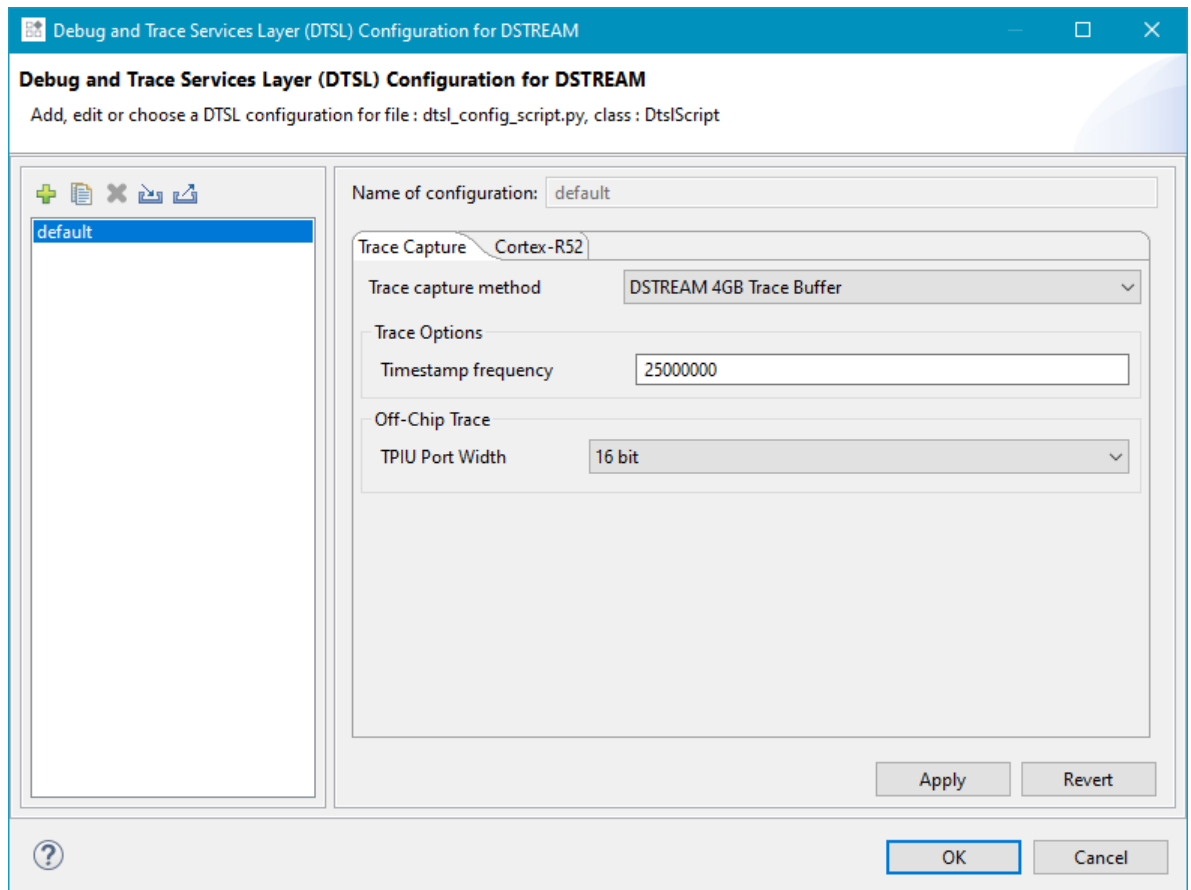 Debug and Trace Services Layer (DTSL) Configuration for DSTREAM
Debug and Trace Services Layer (DTSL) Configuration for DSTREAM
Add, edit or choose a DTSL configuration for file : dtsl_config_script.py, class : DtslScript
default
Name of configuration: default
Trace Capture Cortex-R52
Trace capture method DSTREAM 4GB Trace Buffer
Trace Options
Timestamp frequency 25000000
Off-Chip Trace
TPIU Port Width 16 bit
Apply Revert
OK Cancel